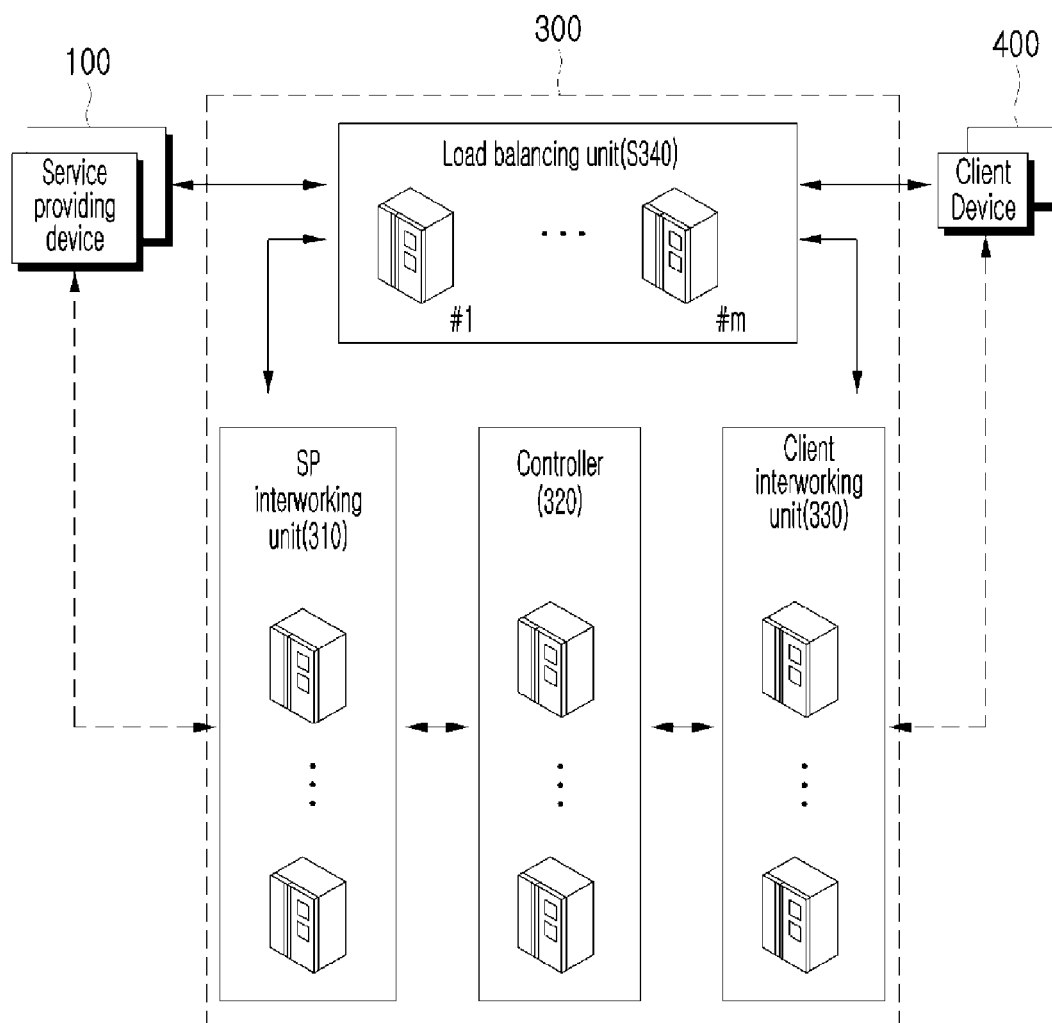 100
300
400
Load balancing unit(S340)
Service
providing
device
Client
Device
#1
#m
SP
interworking
unit(310)
Controller
(320)
Client
interworking
unit(330)